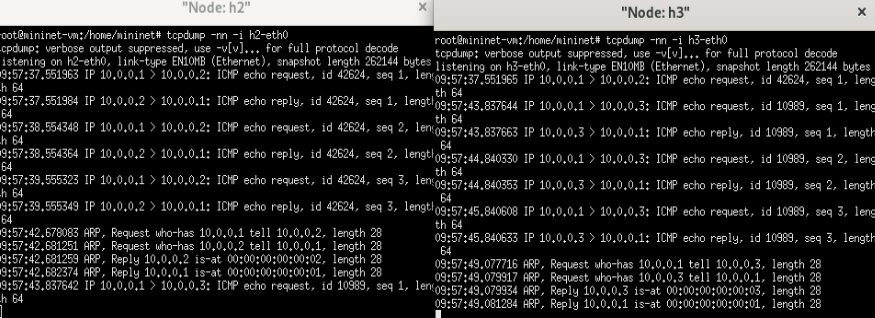 "Node: h2"
root@mininet-vm:/home/mininet# tcpdump -nn -i h2-eth0
tcpdump: verbose output suppressed, use -v[v]... for full protocol decode
listening on h2-eth0, link-type EN10MB (Ethernet), snapshot length 262144 bytes
09:57:37.551963 IP 10.0.0.1 > 10.0.0.2: ICMP echo request, id 42624, seq 1, leng
th 64
09:57:37.551984 IP 10.0.0.2 > 10.0.0.1: ICMP echo reply, id 42624, seq 1, length
64
09:57:38.554348 IP 10.0.0.1 > 10.0.0.2: ICMP echo request, id 42624, seq 2, leng
th 64
09:57:38.554364 IP 10.0.0.2 > 10.0.0.1: ICMP echo reply, id 42624, seq 2, length
64
09:57:39.555323 IP 10.0.0.1 > 10.0.0.2: ICMP echo request, id 42624, seq 3, leng
th 64
09:57:39.555349 IP 10.0.0.2 > 10.0.0.1: ICMP echo reply, id 42624, seq 3, length
64
09:57:42.678083 ARP, Request who-has 10.0.0.1 tell 10.0.0.2, length 28
09:57:42.681251 ARP, Request who-has 10.0.0.2 tell 10.0.0.1, length 28
09:57:42.681259 ARP, Reply 10.0.0.2 is-at 00:00:00:00:00:02, length 28
09:57:42.682374 ARP, Reply 10.0.0.1 is-at 00:00:00:00:00:01, length 28
09:57:43.837642 IP 10.0.0.1 > 10.0.0.3: ICMP echo request, id 10989, seq 1, leng
th 64
"Node: h3"
root@mininet-vm:/home/mininet# tcpdump -nn -i h3-eth0
tcpdump: verbose output suppressed, use -v[v]... for full protocol decode
listening on h3-eth0, link-type EN10MB (Ethernet), snapshot length 262144 bytes
09:57:37.551965 IP 10.0.0.1 > 10.0.0.2: ICMP echo request, id 42624, seq 1, leng
th 64
09:57:43.837644 IP 10.0.0.1 > 10.0.0.3: ICMP echo request, id 10989, seq 1, leng
th 64
09:57:43.837663 IP 10.0.0.3 > 10.0.0.1: ICMP echo reply, id 10989, seq 1, length
64
09:57:44.840330 IP 10.0.0.1 > 10.0.0.3: ICMP echo request, id 10989, seq 2, leng
th 64
09:57:44.840353 IP 10.0.0.3 > 10.0.0.1: ICMP echo reply, id 10989, seq 2, length
64
09:57:45.840608 IP 10.0.0.1 > 10.0.0.3: ICMP echo request, id 10989, seq 3, leng
th 64
09:57:45.840633 IP 10.0.0.3 > 10.0.0.1: ICMP echo reply, id 10989, seq 3, length
64
09:57:49.077716 ARP, Request who-has 10.0.0.1 tell 10.0.0.3, length 28
09:57:49.079917 ARP, Request who-has 10.0.0.3 tell 10.0.0.1, length 28
09:57:49.079934 ARP, Reply 10.0.0.3 is-at 00:00:00:00:00:03, length 28
09:57:49.081284 ARP, Reply 10.0.0.1 is-at 00:00:00:00:00:01, length 28